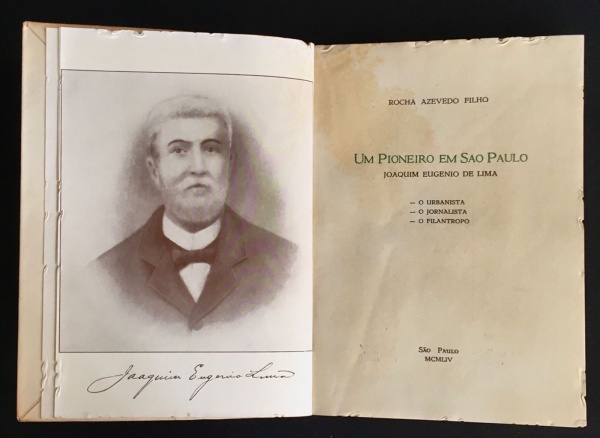 Joaquim Eugenio Lima
ROCHA AZEVEDO FILHO
UM PIONEIRO EM SAO PAULO
JOAQUIM EUGENIO DE LIMA
— O URBANISTA
— O JORNALISTA
— O FILANTROPO
SÃO PAULO
MCMLIV